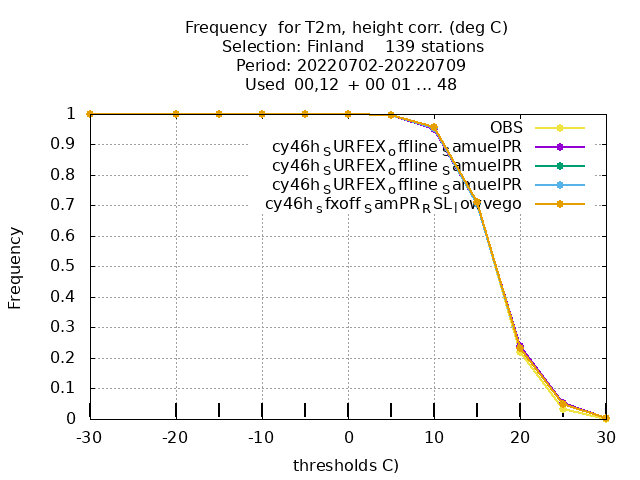 Frequency for T2m, height corr. (deg C)
Selection: Finland 139 stations
Period: 20220702-20220709
Used 00,12 + 00 01 ... 48
OBS
cy46h_SURFEX_offline_SamuelPR
cy46h_SURFEX_offline_SamuelPR
cy46h_SURFEX_offline_SamuelPR
cy46h_sfxoff_SamPR_RSL_lowvego
Frequency
1
0.9
0.8
0.7
0.6
0.5
0.4
0.3
0.2
0.1
0
-30 -20 -10 0 10 20 30
thresholds C)